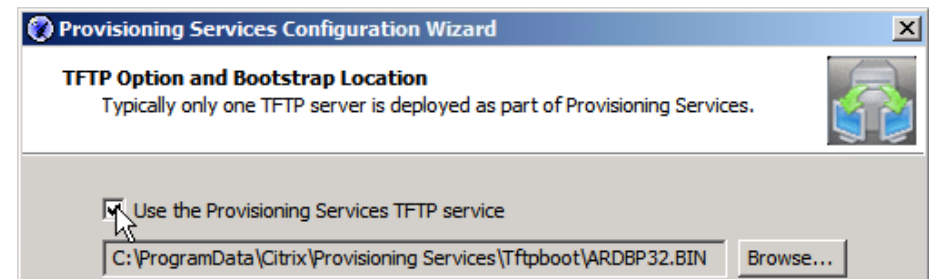 Provisioning Services Configuration Wizard
TFTP Option and Bootstrap Location
Typically only one TFTP server is deployed as part of Provisioning Services.
Use the Provisioning Services TFTP service
C:\ProgramData\Citrix\Provisioning Services\Tftpboot\ARDBP32.BIN Browse...